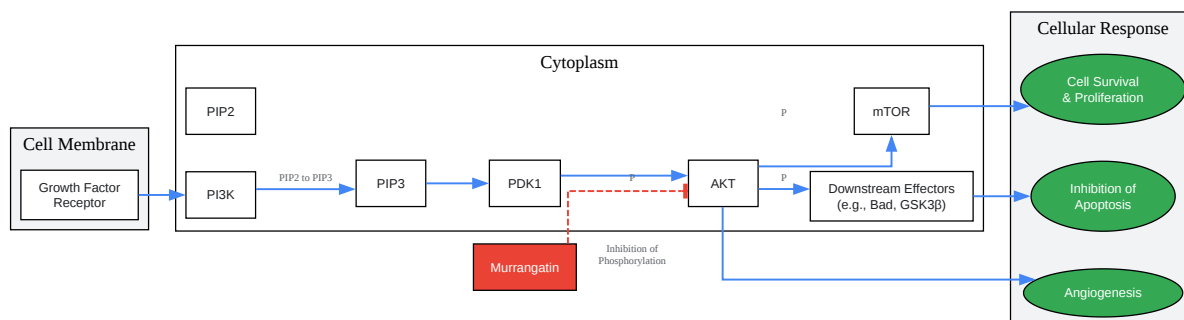 Cellular Response
Cytoplasm
Cell Survival
& Proliferation
PIP2
P
mTOR
Cell Membrane
Growth Factor
Receptor
PI3K
PIP2 to PIP3
PIP3
PDK1
P
AKT
P
Downstream Effectors
(e.g., Bad, GSK3β)
Inhibition of
Apoptosis
Murrangatin
Inhibition of
Phosphorylation
Angiogenesis